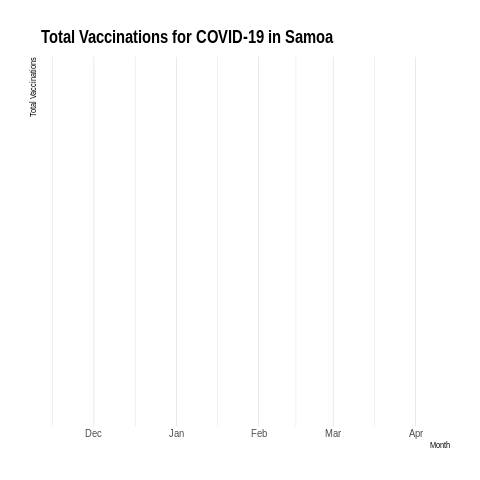 Total Vaccinations for COVID-19 in Samoa
Total Vaccinations
Dec Jan Feb Mar Apr
Month